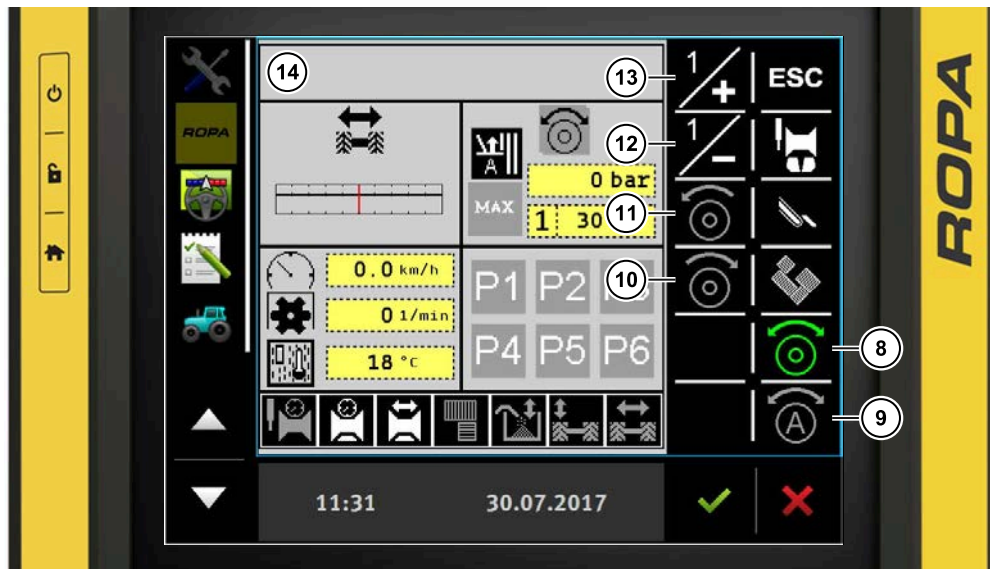 14
13
1/+
ESC
ROPA
12
1/-
A
0 bar
MAX
1 30
11
0.0 km/h
P1 P2
10
0 1/min
18 °C
P4 P5 P6
8
A
9
11:31 30.07.2017
ROPA